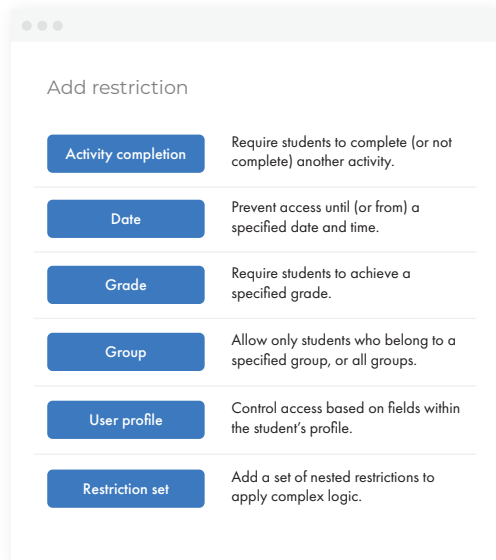 Add restriction
Activity completion
Require students to complete (or not
complete) another activity.
Date
Prevent access until (or from) a
specified date and time.
Grade
Require students to achieve a
specified grade.
Group
Allow only students who belong to a
specified group, or all groups.
User profile
Control access based on fields within
the student’s profile.
Restriction set
Add a set of nested restrictions to
apply complex logic.